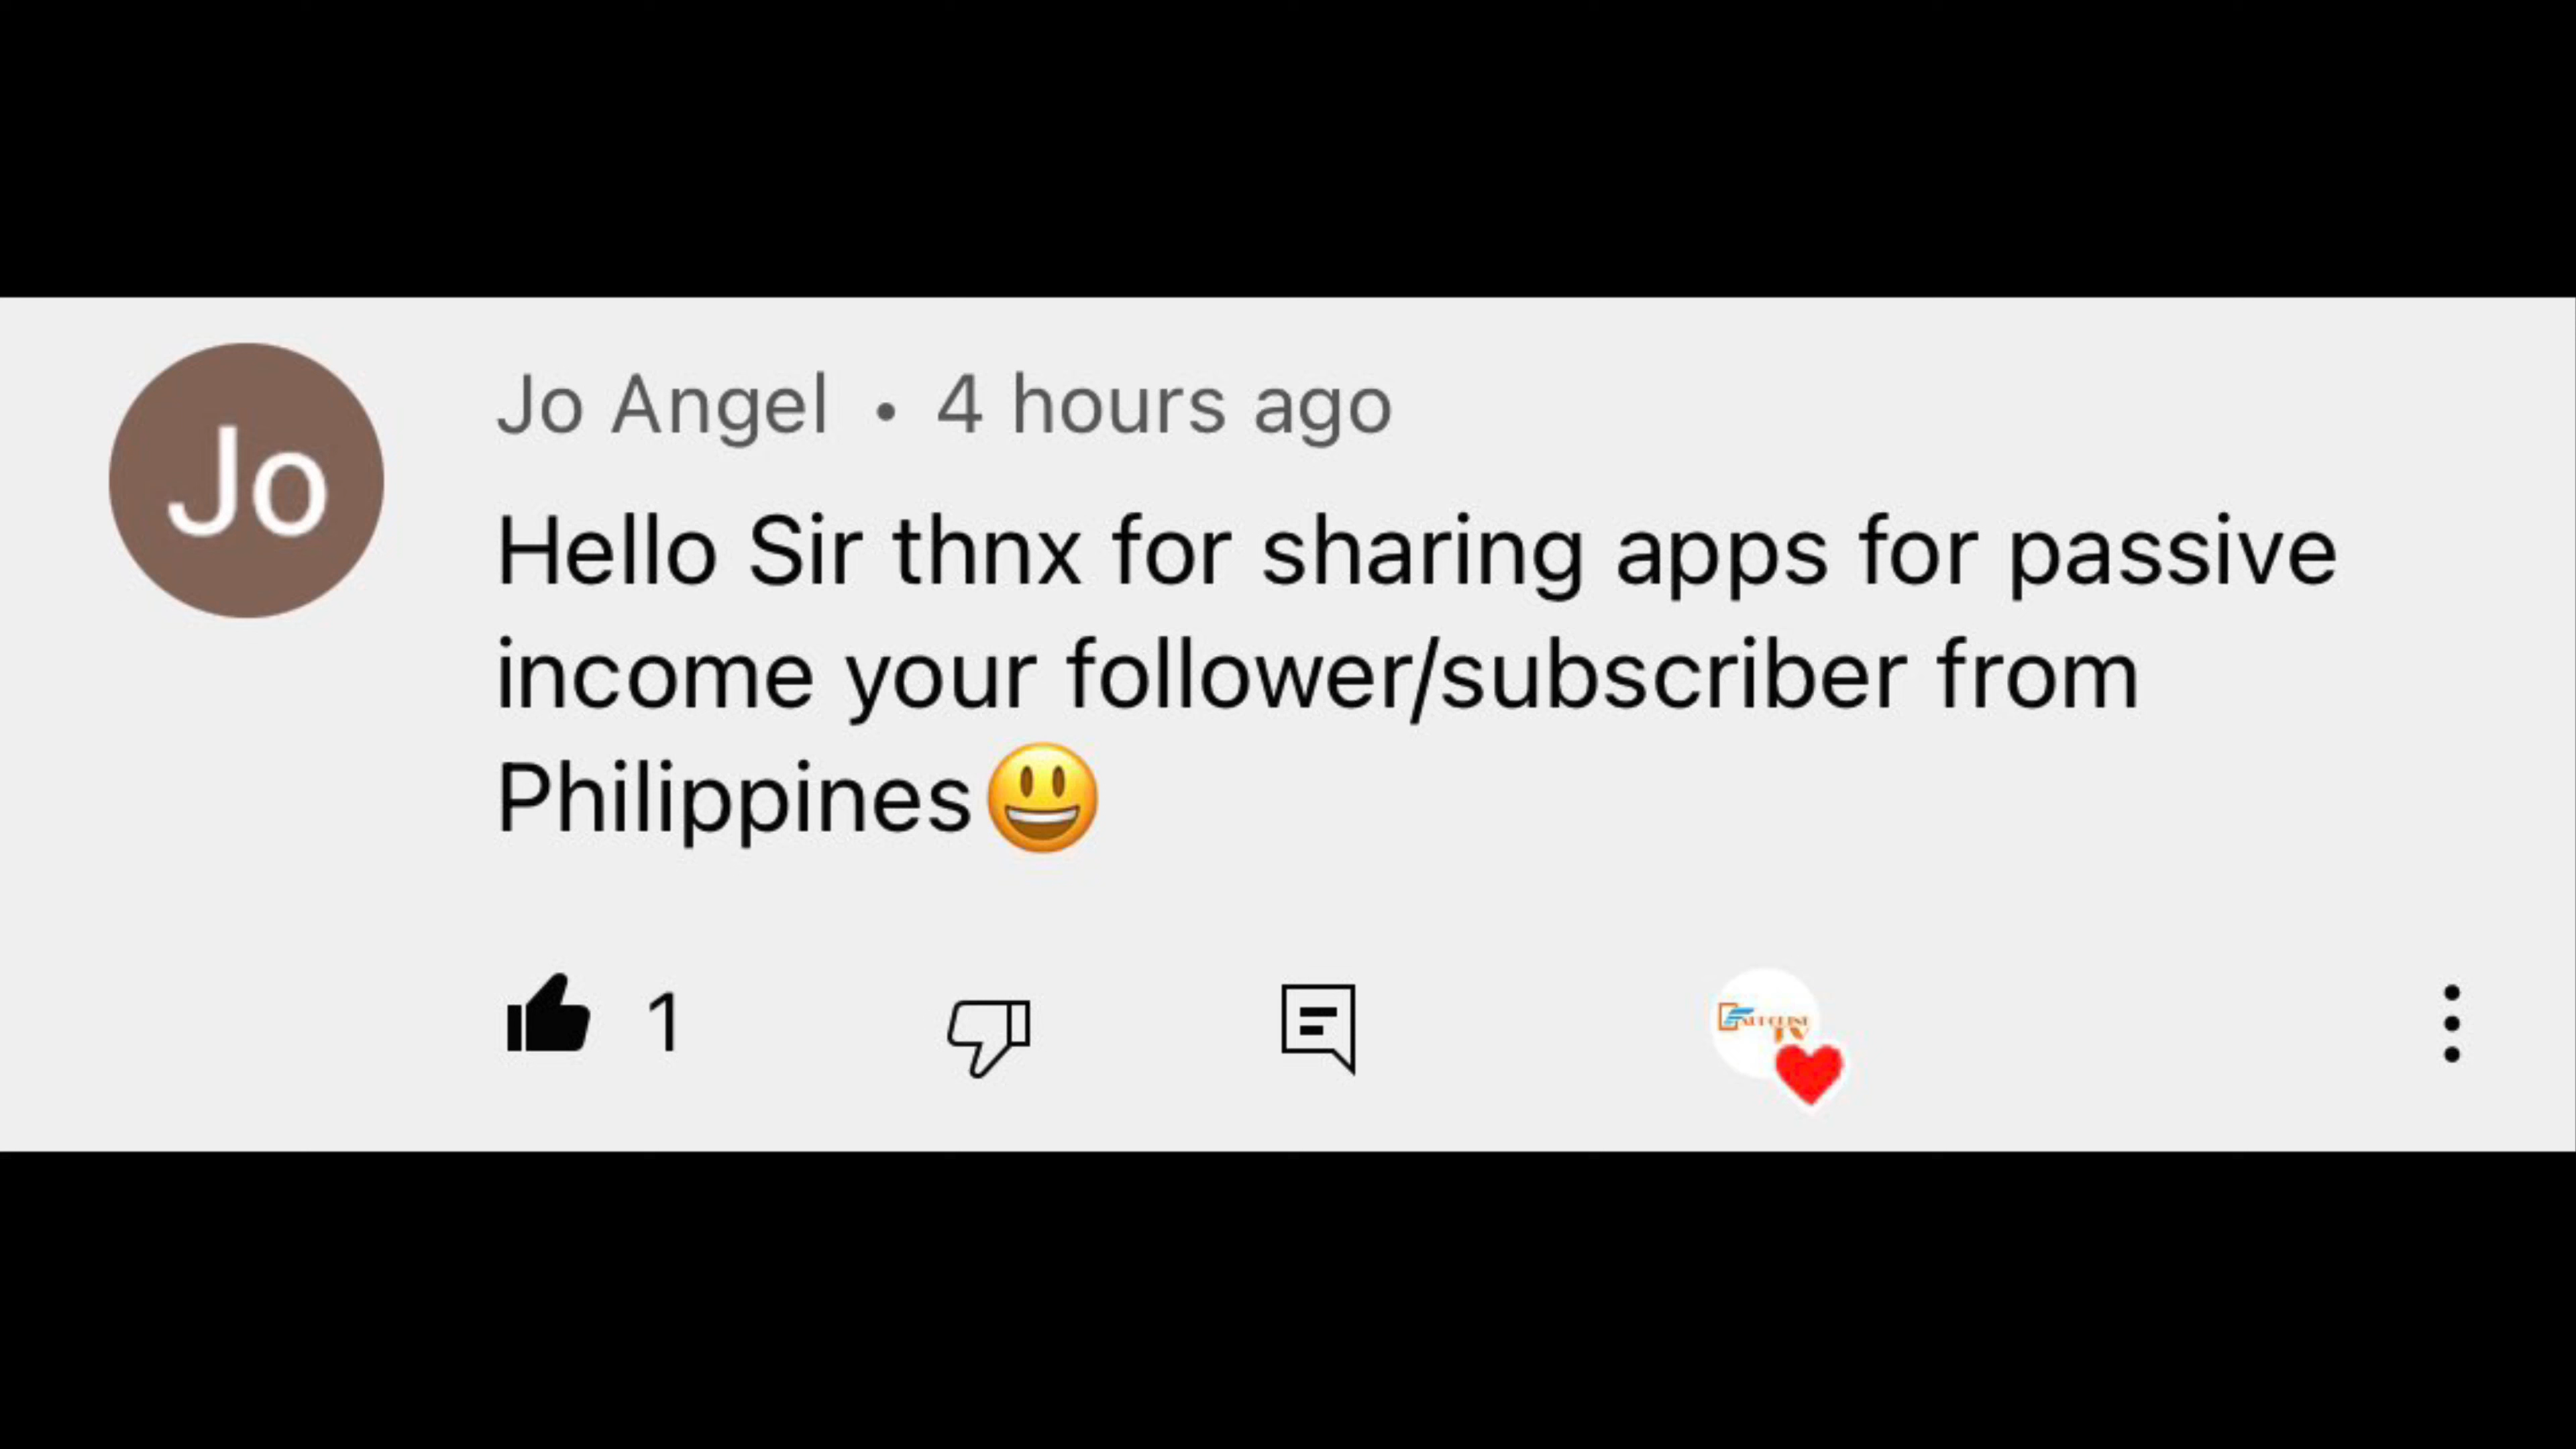 Jo
Jo Angel • 4 hours ago
Hello Sir thnx for sharing apps for passive
income your follower/subscriber from
Philippines😃
1
TV